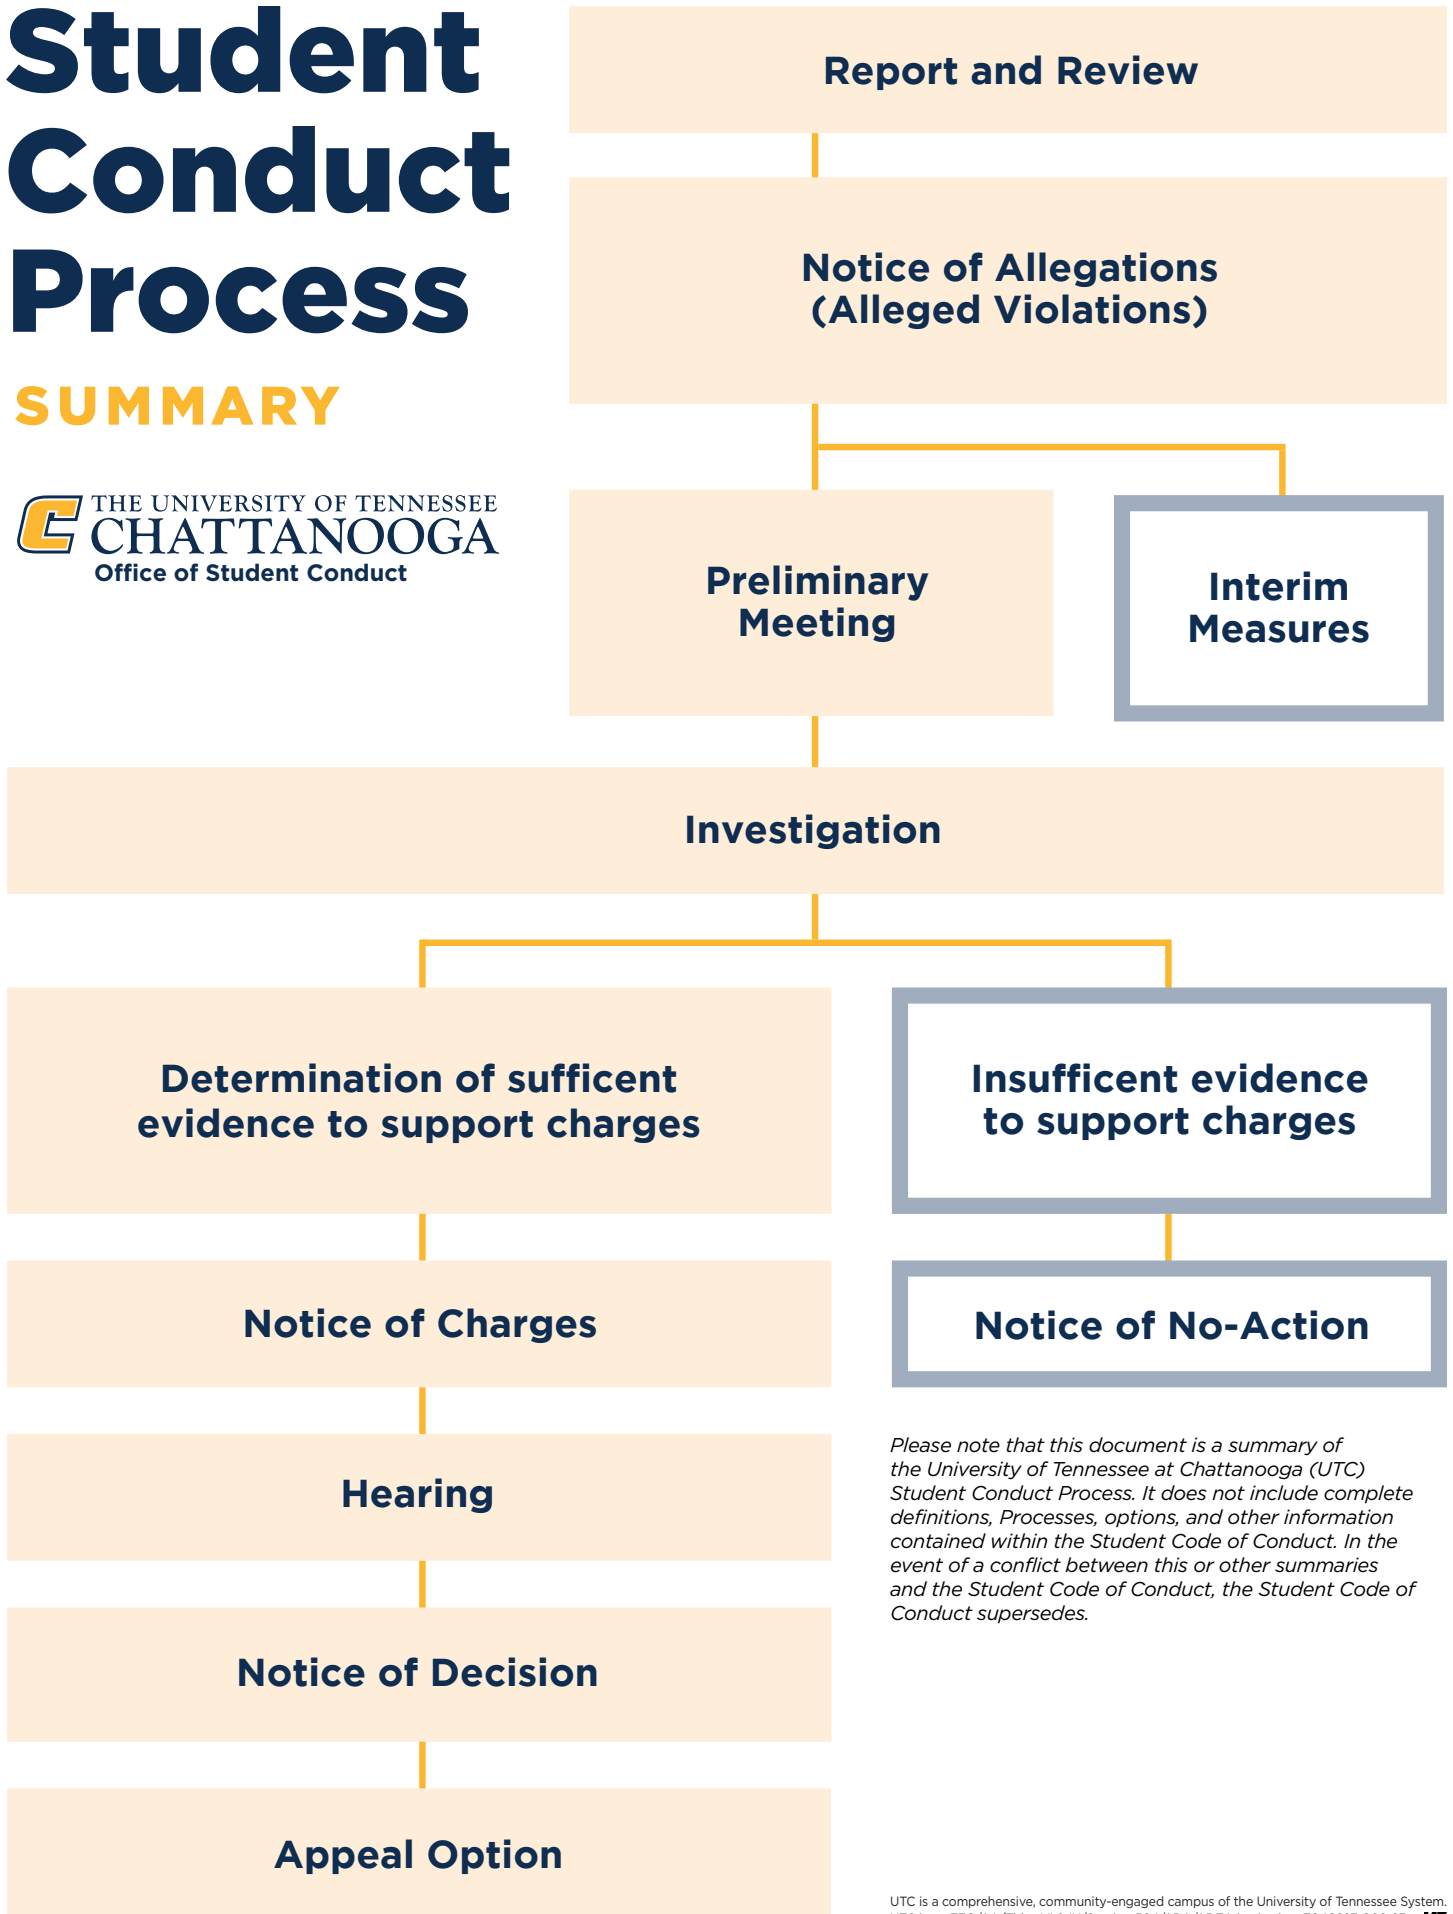 Student
Conduct
Process
SUMMARY
THE UNIVERSITY OF TENNESSEE
CHATTANOOGA
Office of Student Conduct
Report and Review
Notice of Allegations
(Alleged Violations)
Preliminary
Meeting
Interim
Measures
Investigation
Determination of sufficent
evidence to support charges
Insufficent evidence
to support charges
Notice of Charges
Notice of No-Action
Hearing
Notice of Decision
Appeal Option
Please note that this document is a summary of
the University of Tennessee at Chattanooga (UTC)
Student Conduct Process. It does not include complete
definitions, Processes, options, and other information
contained within the Student Code of Conduct. In the
event of a conflict between this or other summaries
and the Student Code of Conduct, the Student Code of
Conduct supersedes.
UTC is a comprehensive, community-engaged campus of the University of Tennessee System.